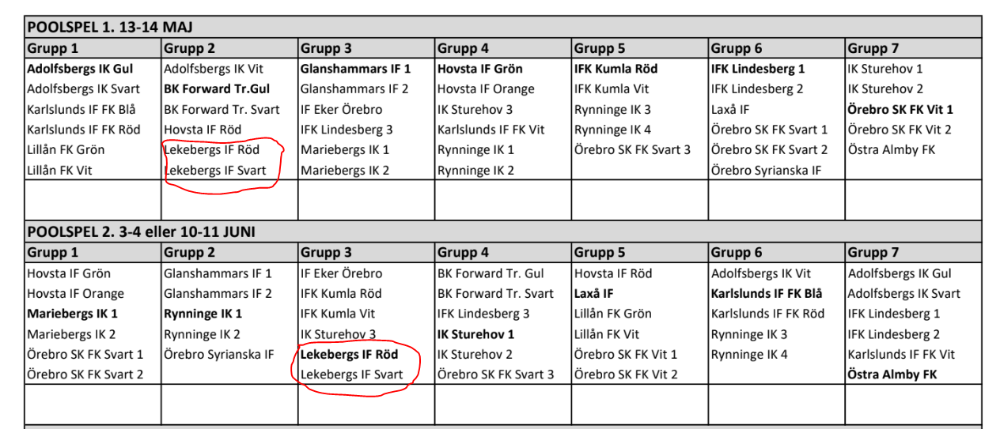 POOLSPEL 1. 13-14 MAJ
Grupp 1 Grupp 2 Grupp 3 Grupp 4 Grupp 5 Grupp 6 Grupp 7
Adolfsbergs IK Gul Adolfsbergs IK Vit Glanshammars IF 1 Hovsta IF Grön IFK Kumla Röd IFK Lindesberg 1 IK Sturehov 1
Adolfsbergs IK Svart BK Forward Tr.Gul Glanshammars IF 2 Hovsta IF Orange IFK Kumla Vit IFK Lindesberg 2 IK Sturehov 2
Karlslunds IF FK Blå BK Forward Tr. Svart IF Eker Örebro IK Sturehov 3 Rynninge IK 3 Laxå IF Örebro SK FK Vit 1
Karlslunds IF FK Röd Hovsta IF Röd IFK Lindesberg 3 Karlslunds IF FK Vit Rynninge IK 4 Örebro SK FK Svart 1 Örebro SK FK Vit 2
Lillån FK Grön Lekebergs IF Röd Mariebergs IK 1 Rynninge IK 1 Örebro SK FK Svart 3 Örebro SK FK Svart 2 Östra Almby FK
Lillån FK Vit Lekebergs IF Svart Mariebergs IK 2 Rynninge IK 2 Örebro Syrianska IF
POOLSPEL 2. 3-4 eller 10-11 JUNI
Grupp 1 Grupp 2 Grupp 3 Grupp 4 Grupp 5 Grupp 6 Grupp 7
Hovsta IF Grön Glanshammars IF 1 IF Eker Örebro BK Forward Tr. Gul Hovsta IF Röd Adolfsbergs IK Vit Adolfsbergs IK Gul
Hovsta IF Orange Glanshammars IF 2 IFK Kumla Röd BK Forward Tr. Svart Laxå IF Karlslunds IF FK Blå Adolfsbergs IK Svart
Mariebergs IK 1 Rynninge IK 1 IFK Kumla Vit IFK Lindesberg 3 Lillån FK Grön Karlslunds IF FK Röd IFK Lindesberg 1
Mariebergs IK 2 Rynninge IK 2 IK Sturehov 3 IK Sturehov 1 Lillån FK Vit Rynninge IK 3 IFK Lindesberg 2
Örebro SK FK Svart 1 Örebro Syrianska IF Lekebergs IF Röd IK Sturehov 2 Örebro SK FK Vit 1 Rynninge IK 4 Karlslunds IF FK Vit
Örebro SK FK Svart 2 Lekebergs IF Svart Örebro SK FK Svart 3 Örebro SK FK Vit 2 Östra Almby FK